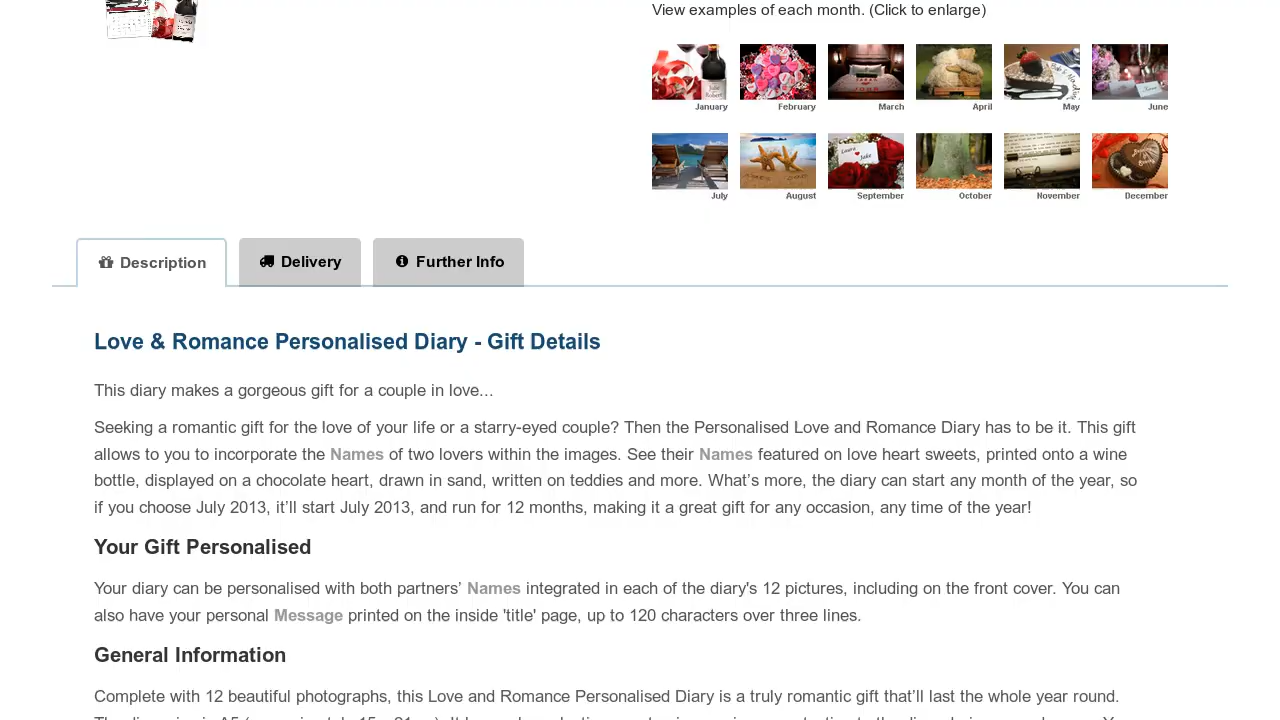 View examples of each month. (Click to enlarge)
January
February
March
April
May
June
July
August
September
October
November
December
Description
Delivery
Further Info
Love & Romance Personalised Diary - Gift Details
This diary makes a gorgeous gift for a couple in love...
Seeking a romantic gift for the love of your life or a starry-eyed couple? Then the Personalised Love and Romance Diary has to be it. This gift
allows to you to incorporate the Names of two lovers within the images. See their Names featured on love heart sweets, printed onto a wine
bottle, displayed on a chocolate heart, drawn in sand, written on teddies and more. What’s more, the diary can start any month of the year, so
if you choose July 2013, it’ll start July 2013, and run for 12 months, making it a great gift for any occasion, any time of the year!
Your Gift Personalised
Your diary can be personalised with both partners’ Names integrated in each of the diary's 12 pictures, including on the front cover. You can
also have your personal Message printed on the inside 'title' page, up to 120 characters over three lines.
General Information
Complete with 12 beautiful photographs, this Love and Romance Personalised Diary is a truly romantic gift that’ll last the whole year round.